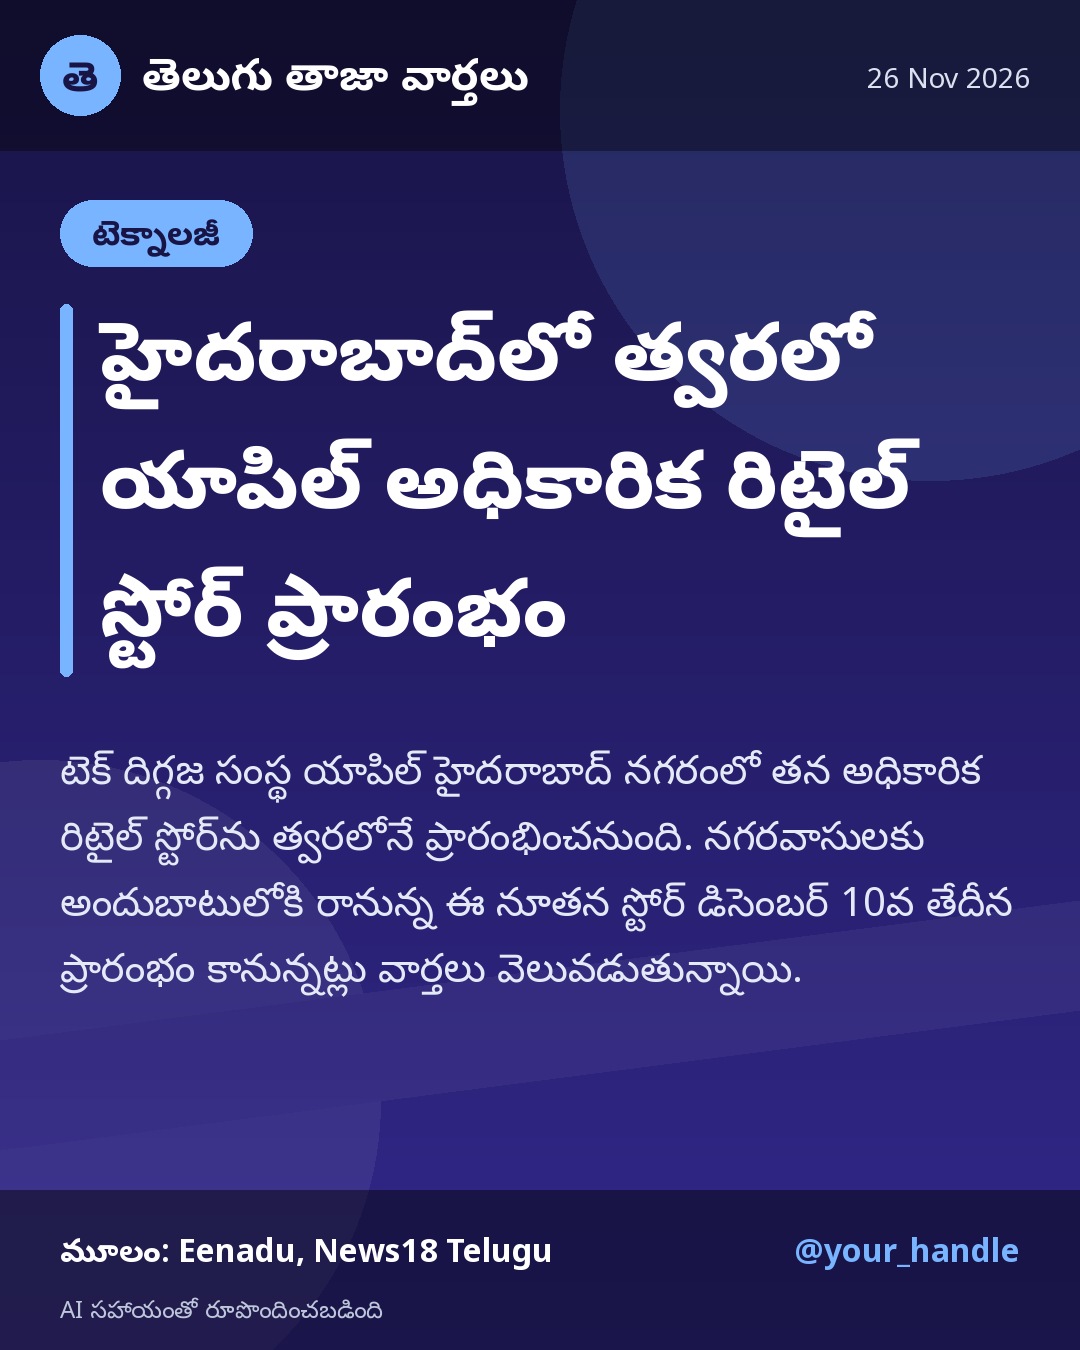 తె తెలుగు తాజా వార్తలు
26 Nov 2026
టెక్నాలజీ
హైదరాబాద్‌లో త్వరలో
యాపిల్ అధికారిక రిటైల్
స్టోర్ ప్రారంభం
టెక్ దిగ్గజ సంస్థ యాపిల్ హైదరాబాద్ నగరంలో తన అధికారిక
రిటైల్ స్టోర్‌ను త్వరలోనే ప్రారంభించనుంది. నగరవాసులకు
అందుబాటులోకి రానున్న ఈ నూతన స్టోర్ డిసెంబర్ 10వ తేదీన
ప్రారంభం కానున్నట్లు వార్తలు వెలువడుతున్నాయి.
మూలం: Eenadu, News18 Telugu
@your_handle
AI సహాయంతో రూపొందించబడింది